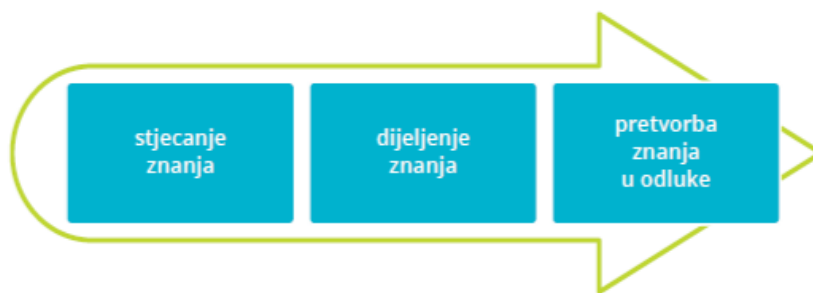 stjecanje
znanja
dijeljenje
znanja
pretvorba
znanja
u odluke